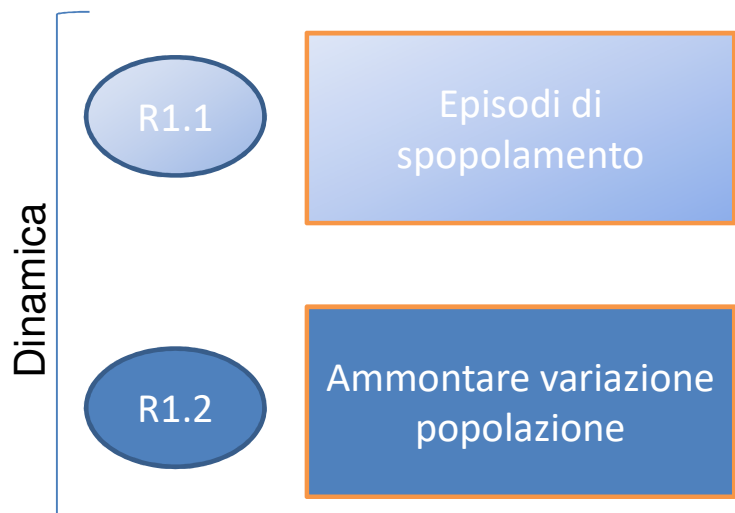 Dinamica
R1.1
Episodi di
spopolamento
R1.2
Ammontare variazione
popolazione